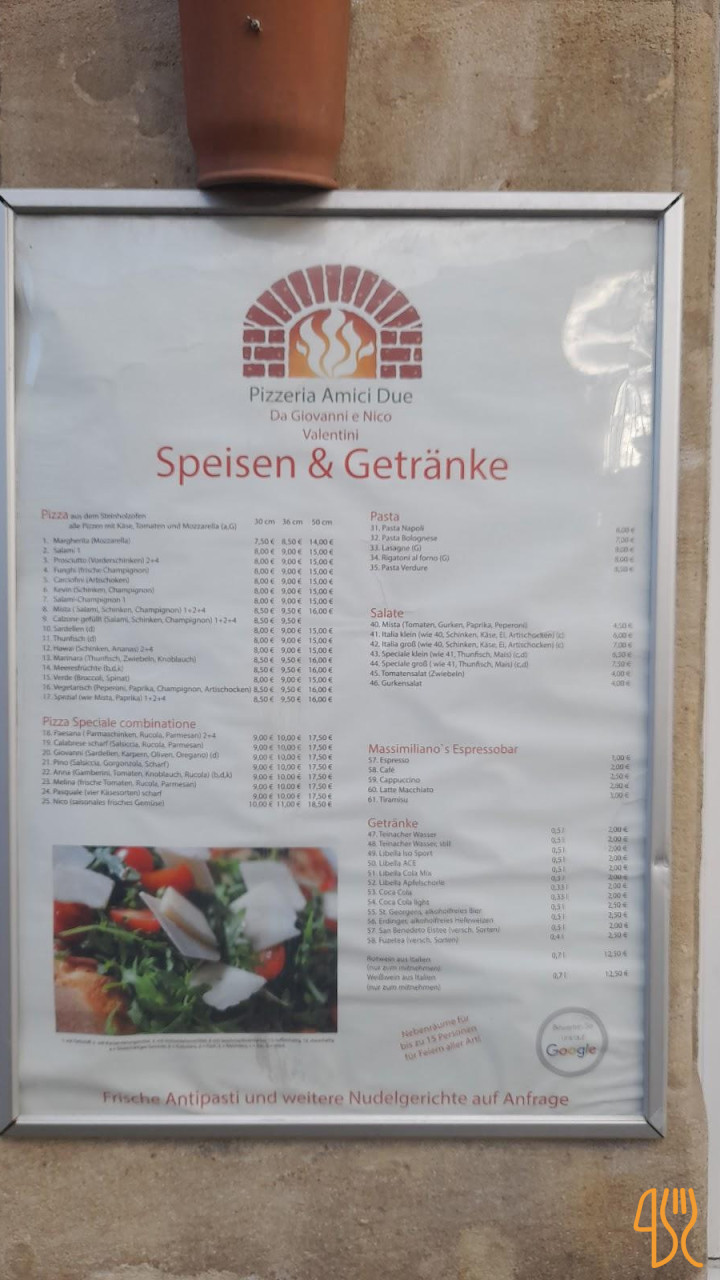 Pizzeria Amici Due
Da Giovanni e Nico
Valentini
Speisen & Getränke
Pizza aus dem Steinholzofen
alle Pizzen mit Käse, Tomaten und Mozzarella (a,G)
30 cm 36 cm 50 cm
1. Margherita (Mozzarella) 7,50 € 8,50 € 14,00 €
2. Salami 1 8,00 € 9,00 € 15,00 €
3. Prosciutto (Vorderschinken) 2+4 8,00 € 9,00 € 15,00 €
4. Funghi (frische Champignon) 8,00 € 9,00 € 15,00 €
5. Carciofini (Artischoken) 8,00 € 9,00 € 15,00 €
6. Kevin (Schinken, Champignon) 8,00 € 9,00 € 15,00 €
7. Salami-Champignon 1 8,00 € 9,00 € 15,00 €
8. Mista ( Salami, Schinken, Champignon) 1+2+4 8,50 € 9,50 € 16,00 €
9. Calzone gefüllt (Salami, Schinken, Champignon) 1+2+4 8,50 € 9,50 €
10. Sardellen (d) 8,00 € 9,00 € 15,00 €
11. Thunfisch (d) 8,00 € 9,00 € 15,00 €
12. Hawai (Schinken, Ananas) 2+4 8,00 € 9,00 € 15,00 €
13. Marinara (Thunfisch, Zwiebeln, Knoblauch) 8,50 € 9,50 € 16,00 €
14. Meeresfrüchte (b,d,k) 8,50 € 9,50 € 16,00 €
15. Verde (Broccoli, Spinat) 8,00 € 9,00 € 15,00 €
16. Vegetarisch (Peperoni, Paprika, Champignon, Artischocken) 8,50 € 9,50 € 16,00 €
17. Spezial (wie Mista, Paprika) 1+2+4 8,50 € 9,50 € 16,00 €
Pizza Speciale combinatione
18. Paesana ( Parmaschinken, Rucola, Parmesan) 2+4 9,00 € 10,00 € 17,50 €
19. Calabrese scharf (Salsiccia, Rucola, Parmesan) 9,00 € 10,00 € 17,50 €
20. Giovanni (Sardellen, Kapern, Oliven, Oregano) (d) 9,00 € 10,00 € 17,50 €
21. Pino (Salsiccia, Gorgonzola, Scharf) 9,00 € 10,00 € 17,50 €
22. Anna (Gamberini, Tomaten, Knoblauch, Rucola) (b,d,k) 9,00 € 10,00 € 17,50 €
23. Melina (frische Tomaten, Rucola, Parmesan) 9,00 € 10,00 € 17,50 €
24. Pasquale (vier Käsesorten) scharf 9,00 € 10,00 € 17,50 €
25. Nico (saisonales frisches Gemüse) 10,00 € 11,00 € 18,50 €
Pasta
31. Pasta Napoli 6,00 €
32. Pasta Bolognese 7,00 €
33. Lasagne (G) 8,00 €
34. Rigatoni al forno (G) 8,00 €
35. Pasta Verdure 8,50 €
Salate
40. Mista (Tomaten, Gurken, Paprika, Peperoni) 4,50 €
41. Italia klein (wie 40, Schinken, Käse, Ei, Artischocken) (c) 6,00 €
42. Italia groß (wie 40, Schinken, Käse, Ei, Artischocken) (c) 7,00 €
43. Speciale klein (wie 41, Thunfisch, Mais) (c,d) 6,50 €
44. Speciale groß ( wie 41, Thunfisch, Mais) (c,d) 7,50 €
45. Tomatensalat (Zwiebeln) 4,00 €
46. Gurkensalat 4,00 €
Massimiliano`s Espressobar
57. Espresso 1,00 €
58. Café 2,00 €
59. Cappuccino 2,50 €
60. Latte Macchiato 2,50 €
61. Tiramisu 3,00 €
Getränke
47. Teinacher Wasser 0,5 l 2,00 €
48. Teinacher Wasser, still 0,5 l 2,00 €
49. Libella Iso Sport 0,5 l 2,00 €
50. Libella ACE 0,5 l 2,00 €
51. Libella Cola Mix 0,5 l 2,00 €
52. Libella Apfelschorle 0,5 l 2,00 €
53. Coca Cola 0,33 l 2,00 €
54. Coca Cola light 0,33 l 2,00 €
55. St. Georgens, alkoholfreies Bier 0,5 l 2,50 €
56. Erdinger, alkoholfreies Hefeweizen 0,5 l 2,50 €
57. San Benedeto Eistee (versch. Sorten) 0,5 l 2,00 €
58. Fuzetea (versch. Sorten) 0,4 l 2,50 €
Rotwein aus Italien 0,7 l 12,50 €
(nur zum mitnehmen)
Weißwein aus Italien 0,7 l 12,50 €
(nur zum mitnehmen)
Nebenräume für
bis zu 15 Personen
für Feiern aller Art!
Bewerten Sie
uns auf
Google
Frische Antipasti und weitere Nudelgerichte auf Anfrage